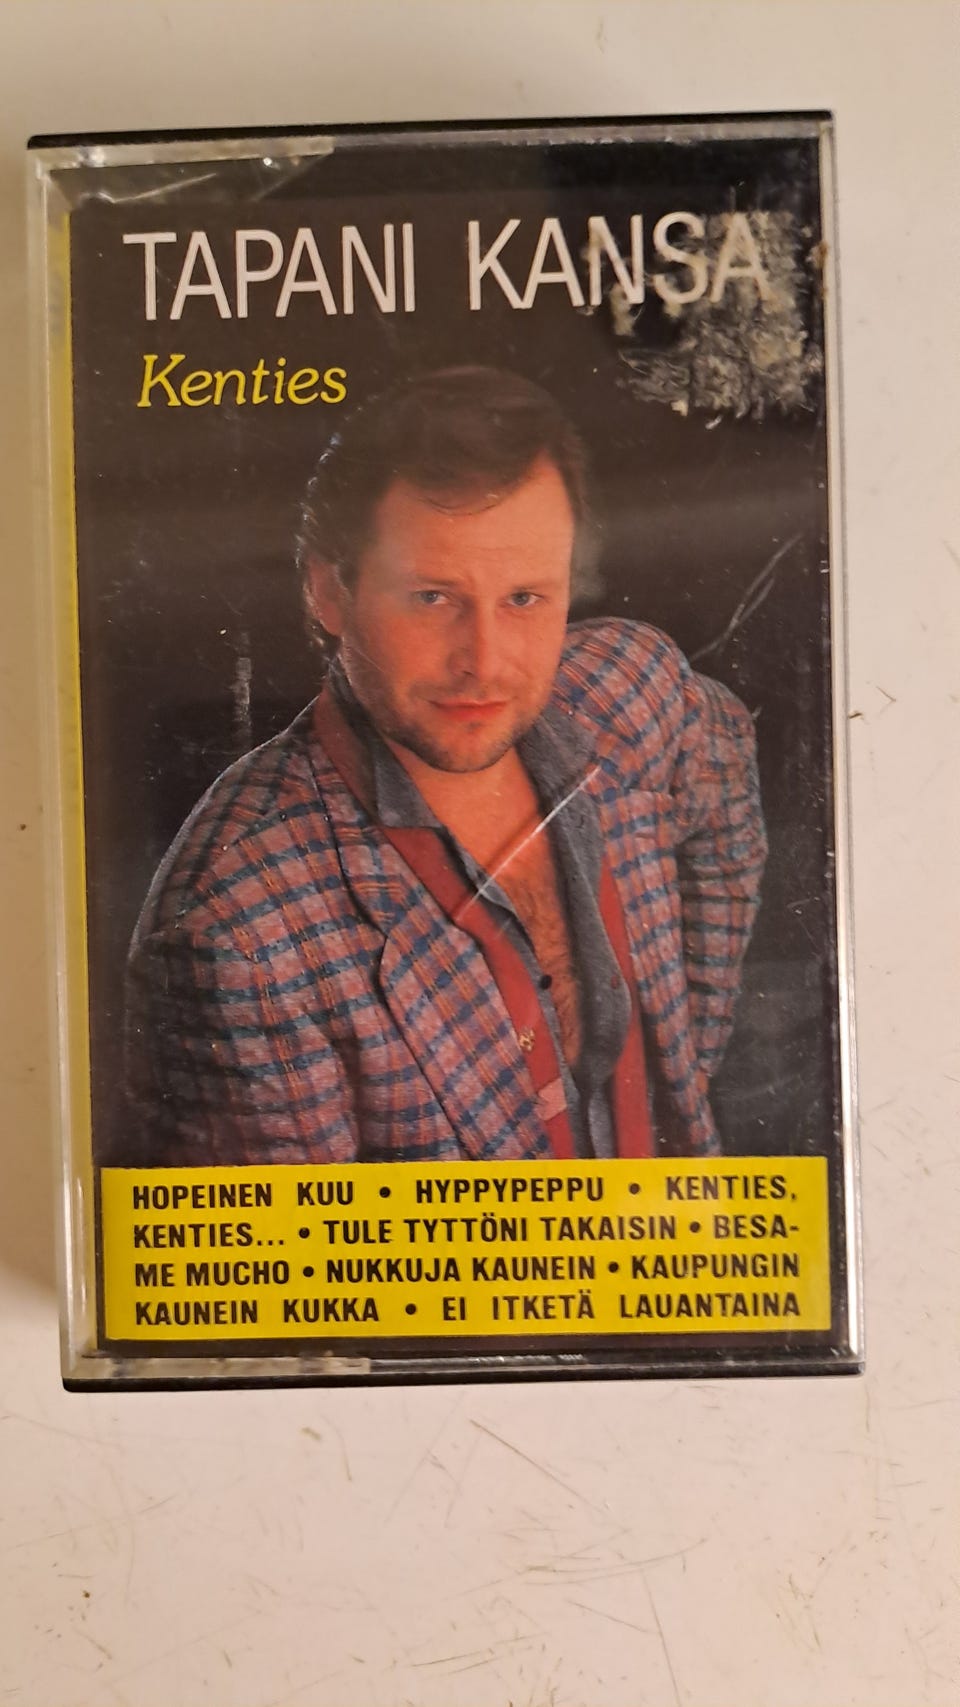 TAPANI KANSA
Kenties
HOPEINEN KUU • HYPPYPEPPU • KENTIES,
KENTIES... • TULE TYTTÖNI TAKAISIN • BESA-
ME MUCHO • NUKKUJA KAUNEIN • KAUPUNGIN
KAUNEIN KUKKA • EI ITKETÄ LAUANTAINA